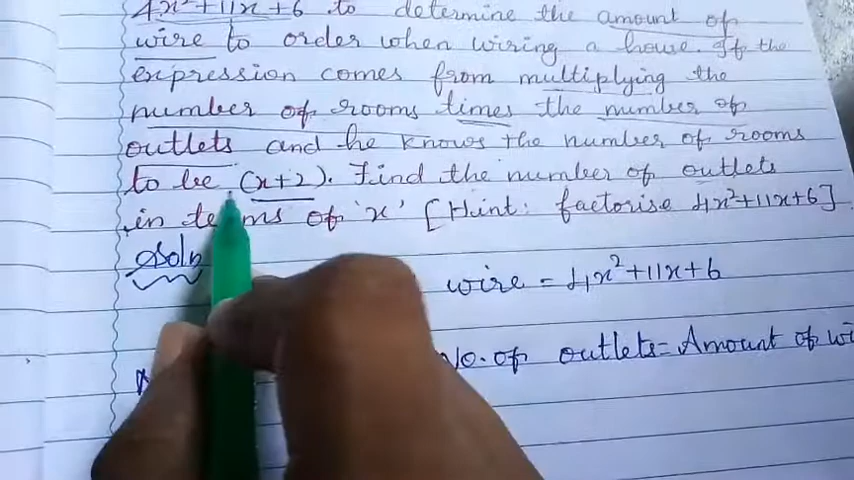 4x²+11x+6 to determine the amount of
wire to order when wiring a house. If the
expression comes from multiplying the
number of rooms times the number of
outlets and he knows the number of rooms
to be (x+2). Find the number of outlets
in terms of 'x' [Hint: factorise 4x²+11x+6]
Soln
wire = 4x²+11x+6
No. of outlets = Amount of wi